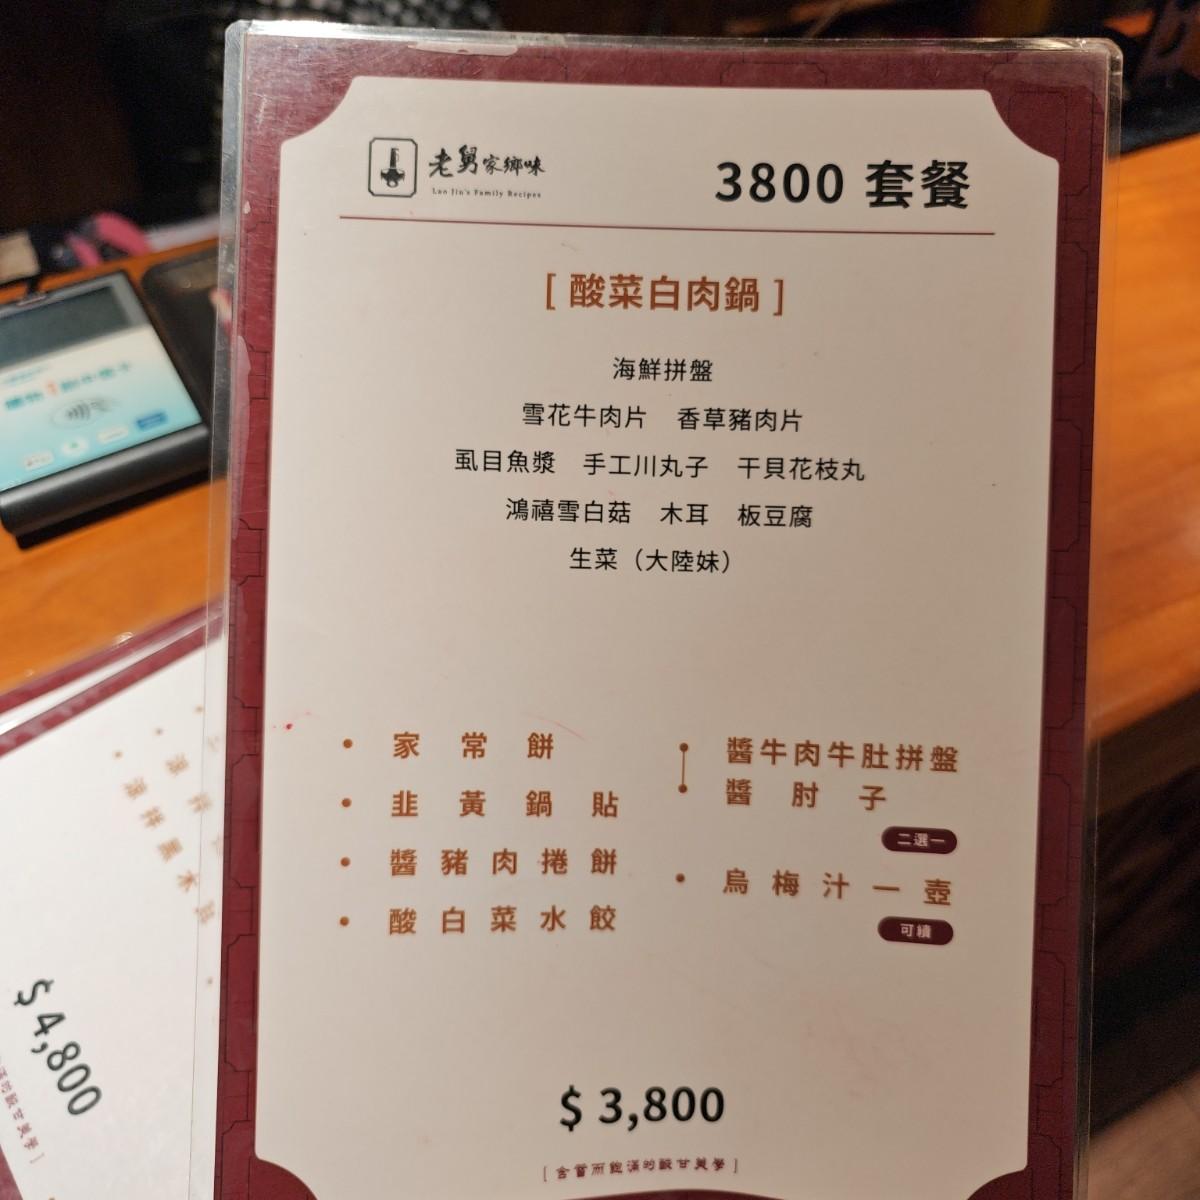 老舅家鄉味
Lao Jiu's Family Recipes
3800 套餐
[ 酸菜白肉鍋 ]
海鮮拼盤
雪花牛肉片 香草豬肉片
虱目魚漿 手工川丸子 干貝花枝丸
鴻禧雪白菇 木耳 板豆腐
生菜（大陸妹）
家常餅
韭黃鍋貼
醬豬肉捲餅
酸白菜水餃
醬牛肉牛肚拼盤
醬肘子
二選一
烏梅汁一壺
可續
$ 3,800
$ 4,800